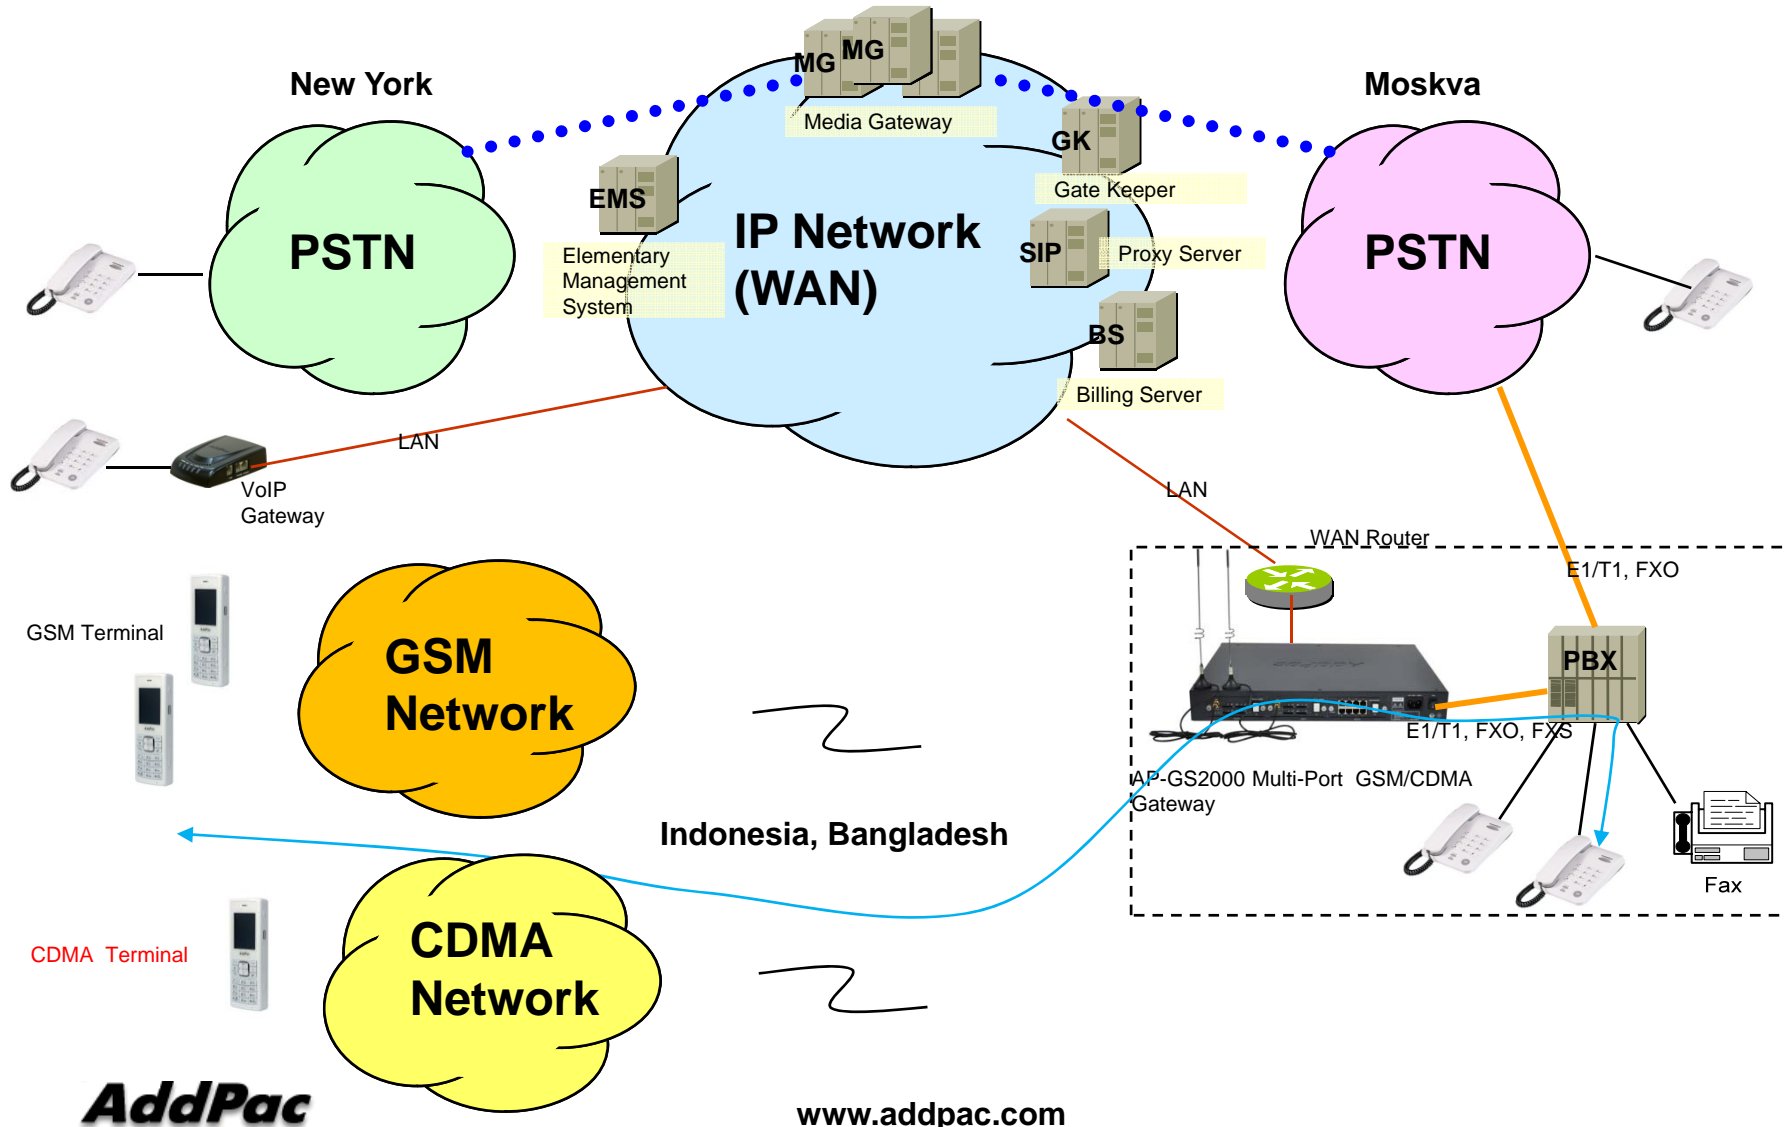 MG
MG
New York
Moskva
Media Gateway
GK
EMS
Gate Keeper
PSTN
IP Network
(WAN)
SIP
Proxy Server
PSTN
Elementary
Management
System
BS
Billing Server
LAN
VoIP
Gateway
LAN
WAN Router
E1/T1, FXO
GSM Terminal
GSM
Network
PBX
E1/T1, FXO, FXS
AP-GS2000 Multi-Port GSM/CDMA
Gateway
Indonesia, Bangladesh
Fax
CDMA Terminal
CDMA
Network
AddPac
www.addpac.com